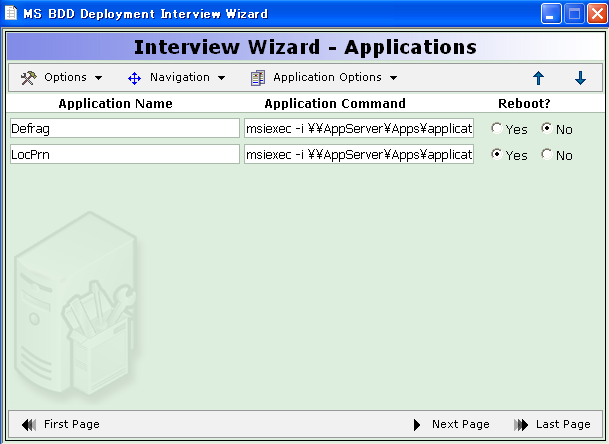 MS BDD Deployment Interview Wizard
Interview Wizard - Applications
Options Navigation Application Options
Application Name Application Command Reboot?
Defrag msiexec -i ¥¥AppServer¥Apps¥applicat Yes No
LocPrn msiexec -i ¥¥AppServer¥Apps¥applicat Yes No
First Page Next Page Last Page